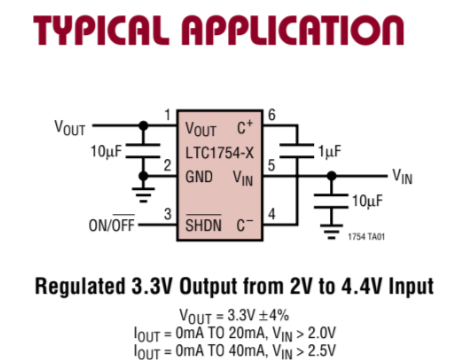 TYPICAL APPLICATION
1 6
VOUT VOUT C+
10µF LTC1754-X 1µF
2 5
GND VIN VIN
10µF
3 4
ON/OFF SHDN C−
1754 TA01
Regulated 3.3V Output from 2V to 4.4V Input
VOUT = 3.3V ±4%
IOUT = 0mA TO 20mA, VIN > 2.0V
IOUT = 0mA TO 40mA, VIN > 2.5V